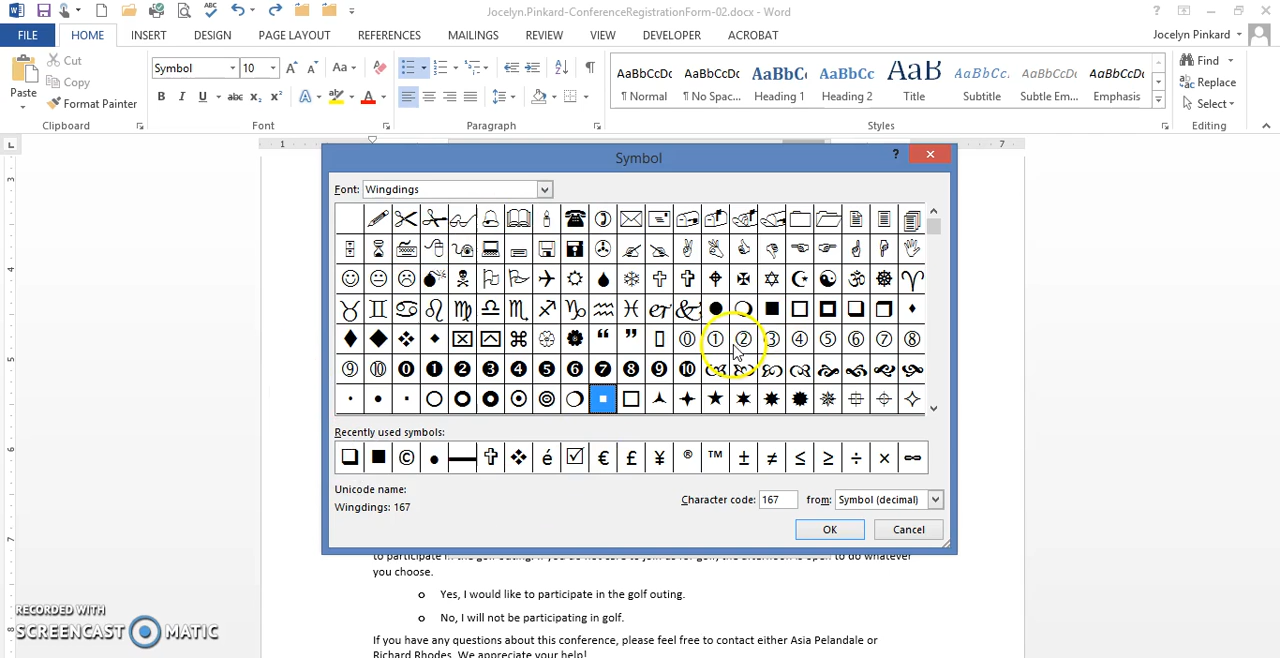 Jocelyn.Pinkard-ConferenceRegistrationForm-02.docx - Word
FILE HOME INSERT DESIGN PAGE LAYOUT REFERENCES MAILINGS REVIEW VIEW DEVELOPER ACROBAT Jocelyn Pinkard
Cut
Copy
Format Painter
Paste
Clipboard
Symbol 10
Font
Paragraph
AaBbCcDc AaBbCcDc AaBbCc AaBbCc AaB AaBbCcD AaBbCcDc AaBbCcDc
¶ Normal ¶ No Spac... Heading 1 Heading 2 Title Subtitle Subtle Em... Emphasis
Styles
Find
Replace
Select
Editing
Symbol
Font: Wingdings
Recently used symbols:
© é € £ ¥ ® ™ ± ≠ ≤ ≥ ÷ × ∞
Unicode name:
Wingdings: 167
Character code: 167 from: Symbol (decimal)
OK Cancel
you choose.
o Yes, I would like to participate in the golf outing.
o No, I will not be participating in golf.
If you have any questions about this conference, please feel free to contact either Asia Pelandale or
Richard Rhodes. We appreciate your help!
RECORDED WITH
SCREENCAST MATIC